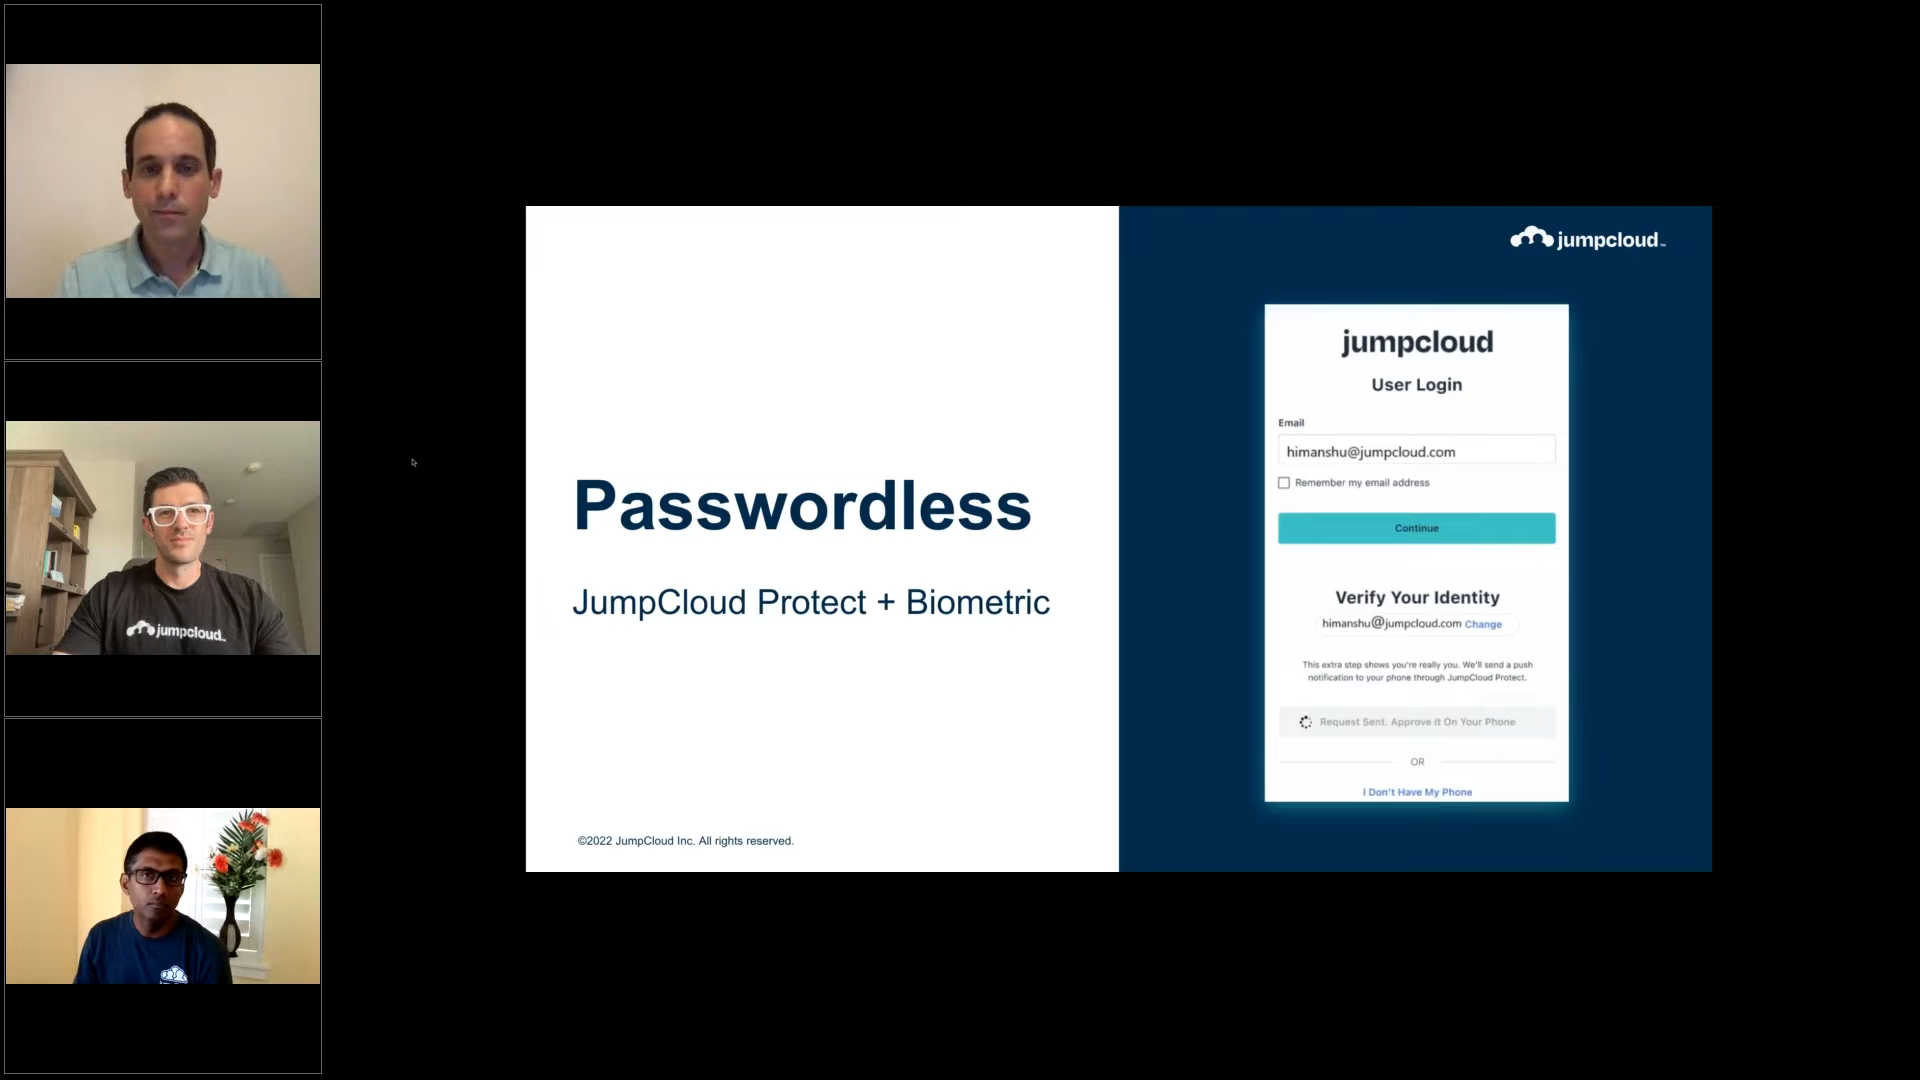 jumpcloud
Passwordless
JumpCloud Protect + Biometric
©2022 JumpCloud Inc. All rights reserved.
jumpcloud
jumpcloud
User Login
Email
himanshu@jumpcloud.com
Remember my email address
Continue
Verify Your Identity
himanshu@jumpcloud.com Change
This extra step shows you're really you. We'll send a push
notification to your phone through JumpCloud Protect.
Request Sent. Approve It On Your Phone
OR
I Don't Have My Phone